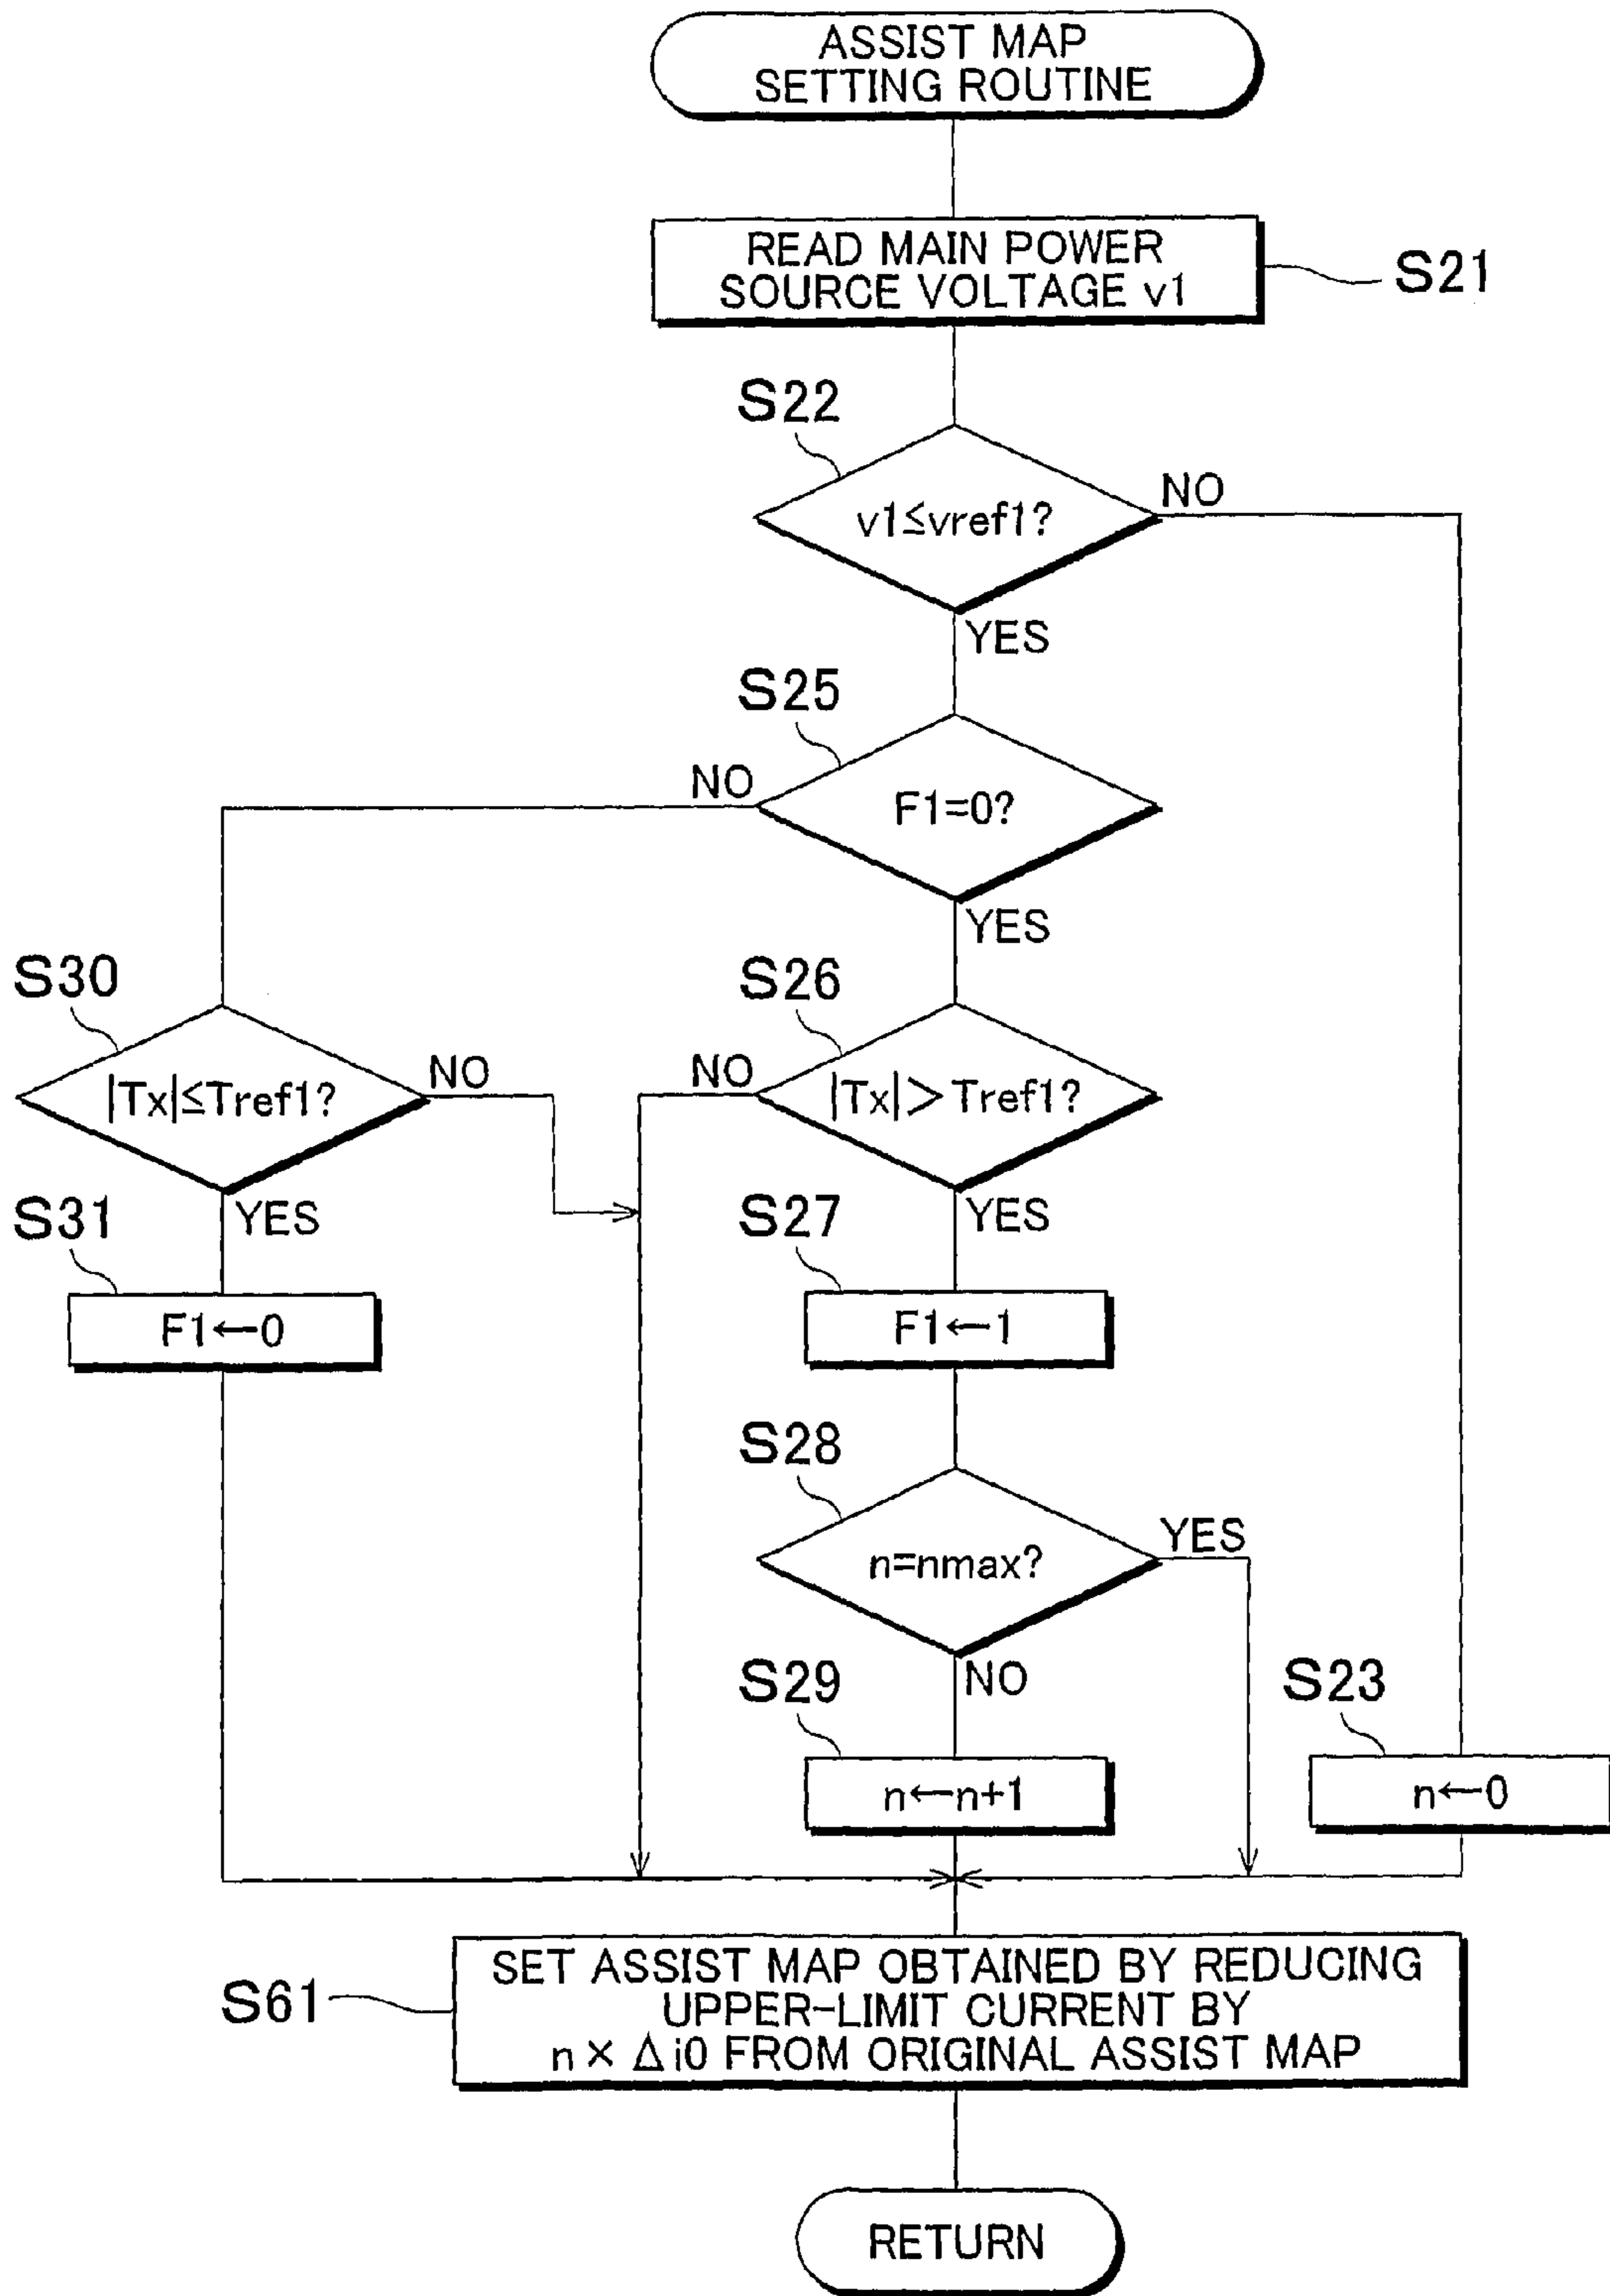 ASSIST MAP
SETTING ROUTINE
READ MAIN POWER
SOURCE VOLTAGE v1
S21
S22
v1≤vref1?
NO
YES
S25
NO
F1=0?
YES
S30
S26
|Tx|≤Tref1?
NO
NO
|Tx|>Tref1?
YES
YES
S31
S27
F1←0
F1←1
S28
n=nmax?
YES
NO
S29
S23
n←n+1
n←0
SET ASSIST MAP OBTAINED BY REDUCING
UPPER-LIMIT CURRENT BY
n × Δi0 FROM ORIGINAL ASSIST MAP
S61
RETURN